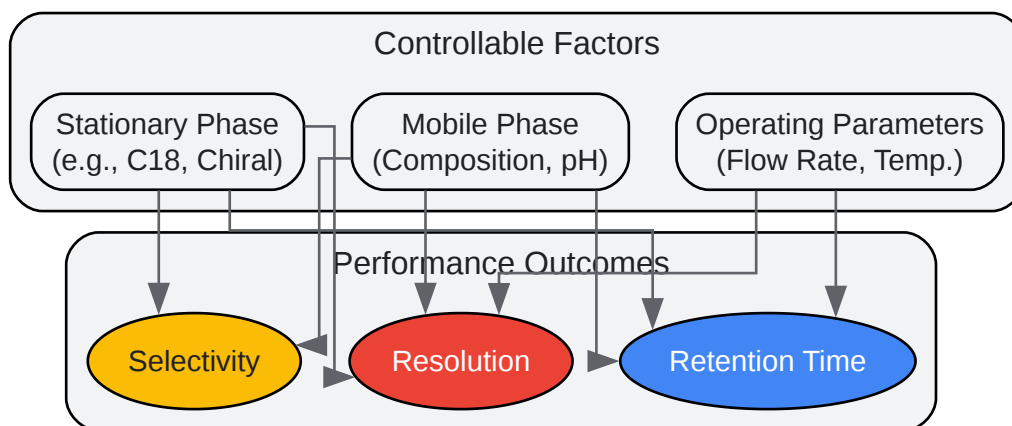 Controllable Factors
Stationary Phase
(e.g., C18, Chiral)
Mobile Phase
(Composition, pH)
Operating Parameters
(Flow Rate, Temp.)
Performance Outcomes
Selectivity
Resolution
Retention Time